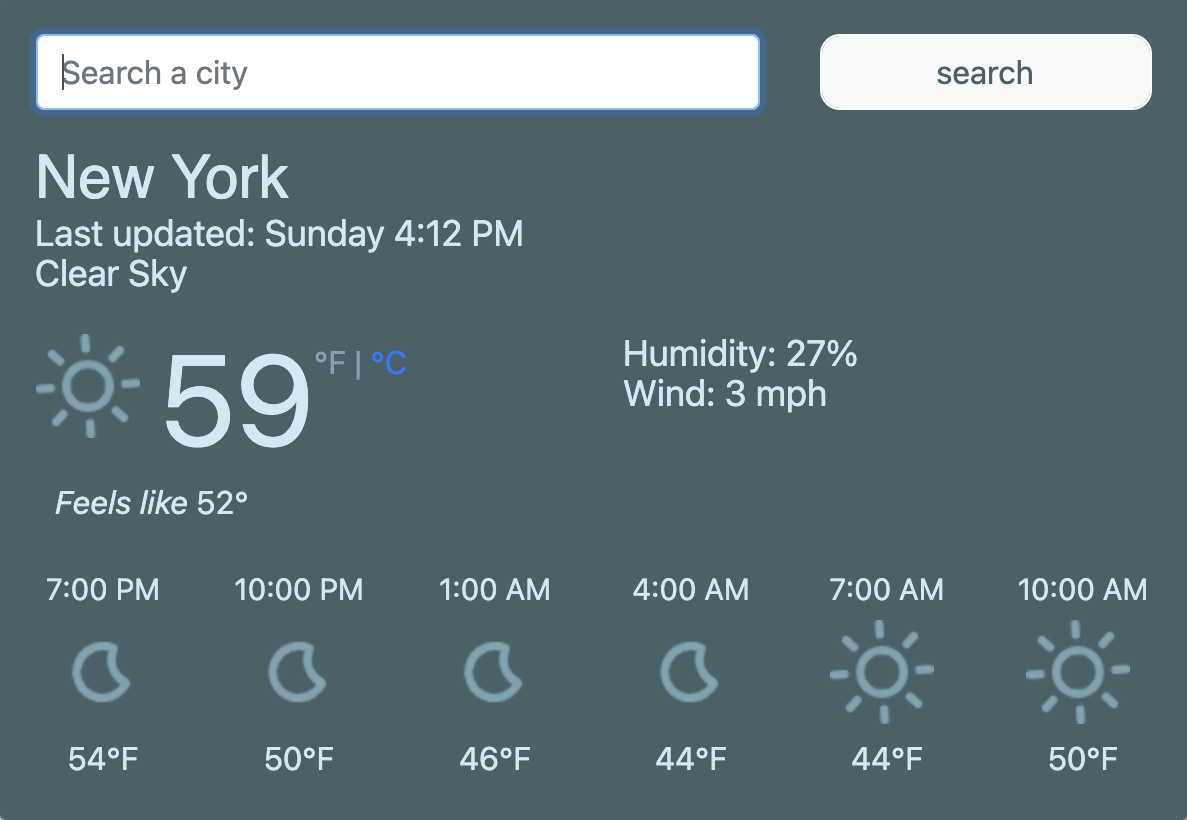 Search a city
search
New York
Last updated: Sunday 4:12 PM
Clear Sky
59 °F | °C
Humidity: 27%
Wind: 3 mph
Feels like 52°
7:00 PM 10:00 PM 1:00 AM 4:00 AM 7:00 AM 10:00 AM
54°F 50°F 46°F 44°F 44°F 50°F